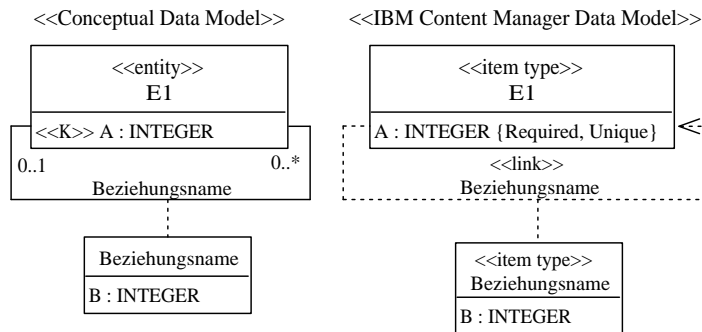 <<Conceptual Data Model>>
<<entity>>
E1
<<K>> A : INTEGER
0..1
0..*
Beziehungsname
Beziehungsname
B : INTEGER
<<IBM Content Manager Data Model>>
<<item type>>
E1
A : INTEGER {Required, Unique}
<<link>>
Beziehungsname
<<item type>>
Beziehungsname
B : INTEGER